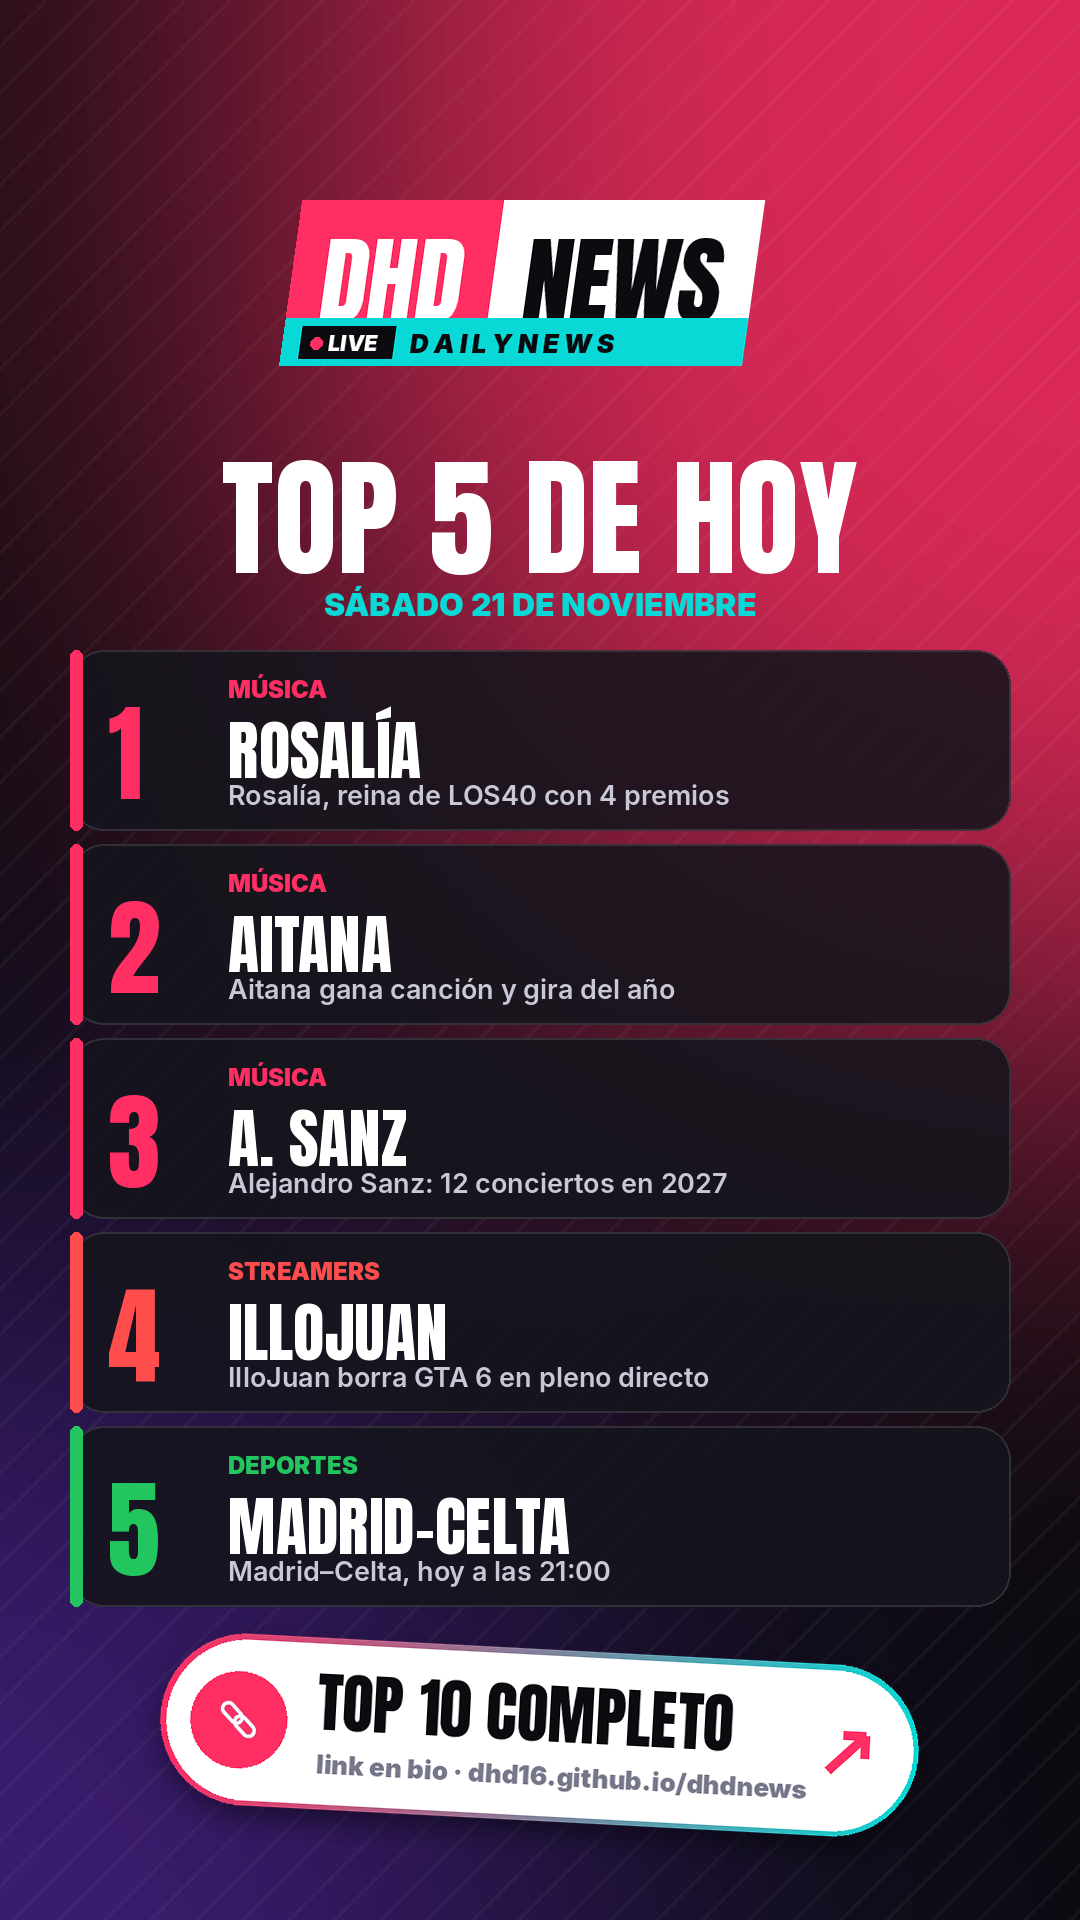 DHD NEWS
LIVE DAILYNEWS
TOP 5 DE HOY
SÁBADO 21 DE NOVIEMBRE
1
MÚSICA
ROSALÍA
Rosalía, reina de LOS40 con 4 premios
2
MÚSICA
AITANA
Aitana gana canción y gira del año
3
MÚSICA
A. SANZ
Alejandro Sanz: 12 conciertos en 2027
4
STREAMERS
ILLOJUAN
IlloJuan borra GTA 6 en pleno directo
5
DEPORTES
MADRID-CELTA
Madrid–Celta, hoy a las 21:00
TOP 10 COMPLETO
link en bio · dhd16.github.io/dhdnews